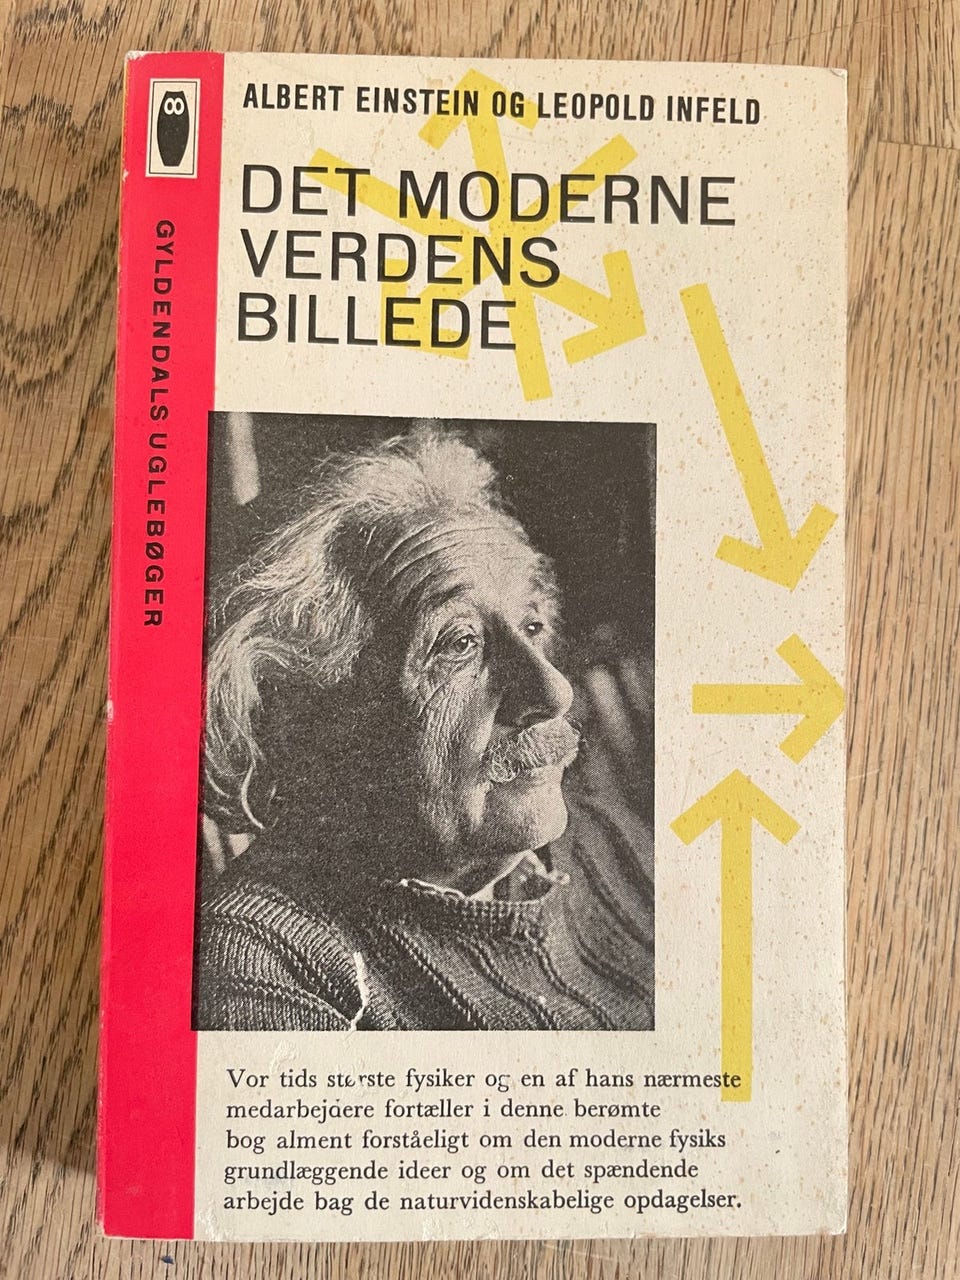 ALBERT EINSTEIN OG LEOPOLD INFELD
DET MODERNE
VERDENS
BILLEDE
GYLDENDALS UGLEBØGER
Vor tids største fysiker og en af hans nærmeste
medarbejdere fortæller i denne berømte
bog alment forståeligt om den moderne fysiks
grundlæggende ideer og om det spændende
arbejde bag de naturvidenskabelige opdagelser.